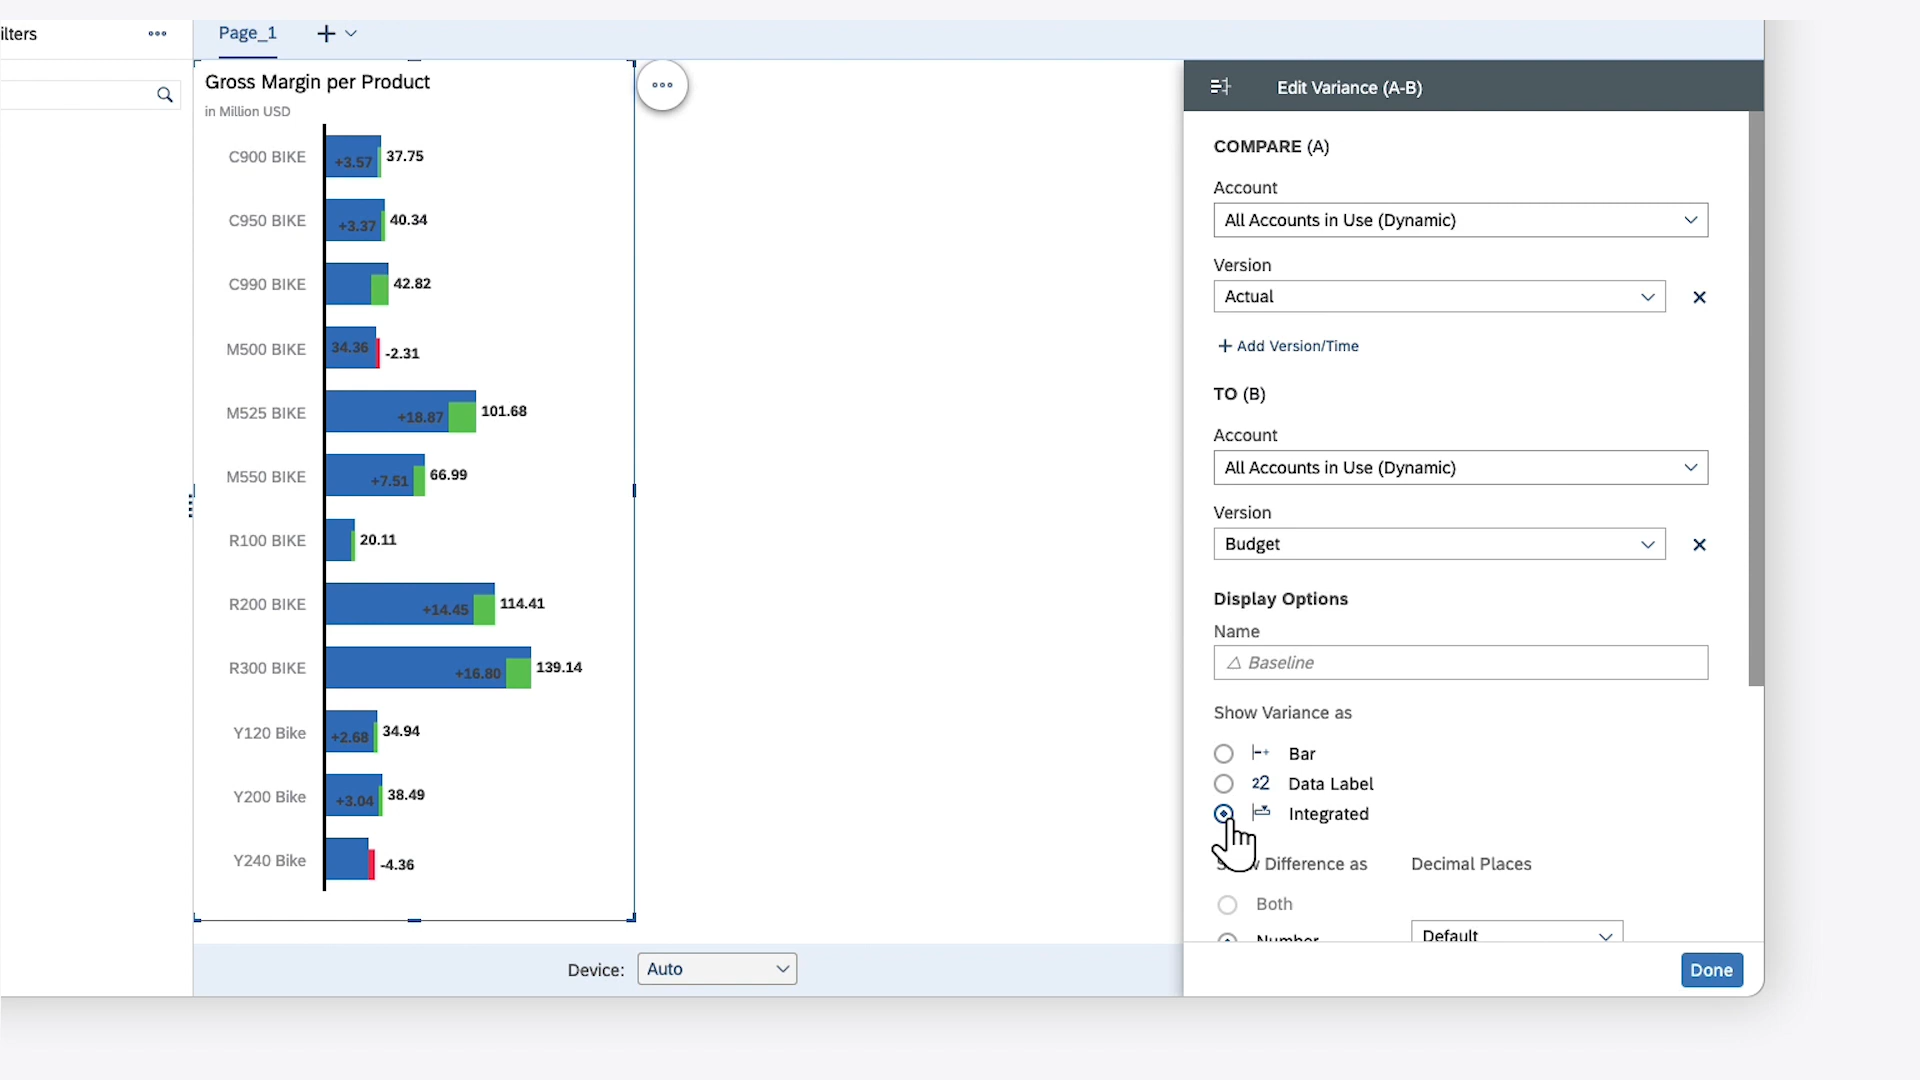 ilters
Page_1
Gross Margin per Product
in Million USD
C900 BIKE +3.57 37.75
C950 BIKE +3.37 40.34
C990 BIKE 42.82
M500 BIKE 34.36 -2.31
M525 BIKE +18.87 101.68
M550 BIKE +7.51 66.99
R100 BIKE 20.11
R200 BIKE +14.45 114.41
R300 BIKE +16.80 139.14
Y120 Bike +2.68 34.94
Y200 Bike +3.04 38.49
Y240 Bike -4.36
Device: Auto
Edit Variance (A-B)
COMPARE (A)
Account
All Accounts in Use (Dynamic)
Version
Actual
+ Add Version/Time
TO (B)
Account
All Accounts in Use (Dynamic)
Version
Budget
Display Options
Name
△ Baseline
Show Variance as
Bar
22 Data Label
Integrated
Difference as Decimal Places
Both
Number Default
Done